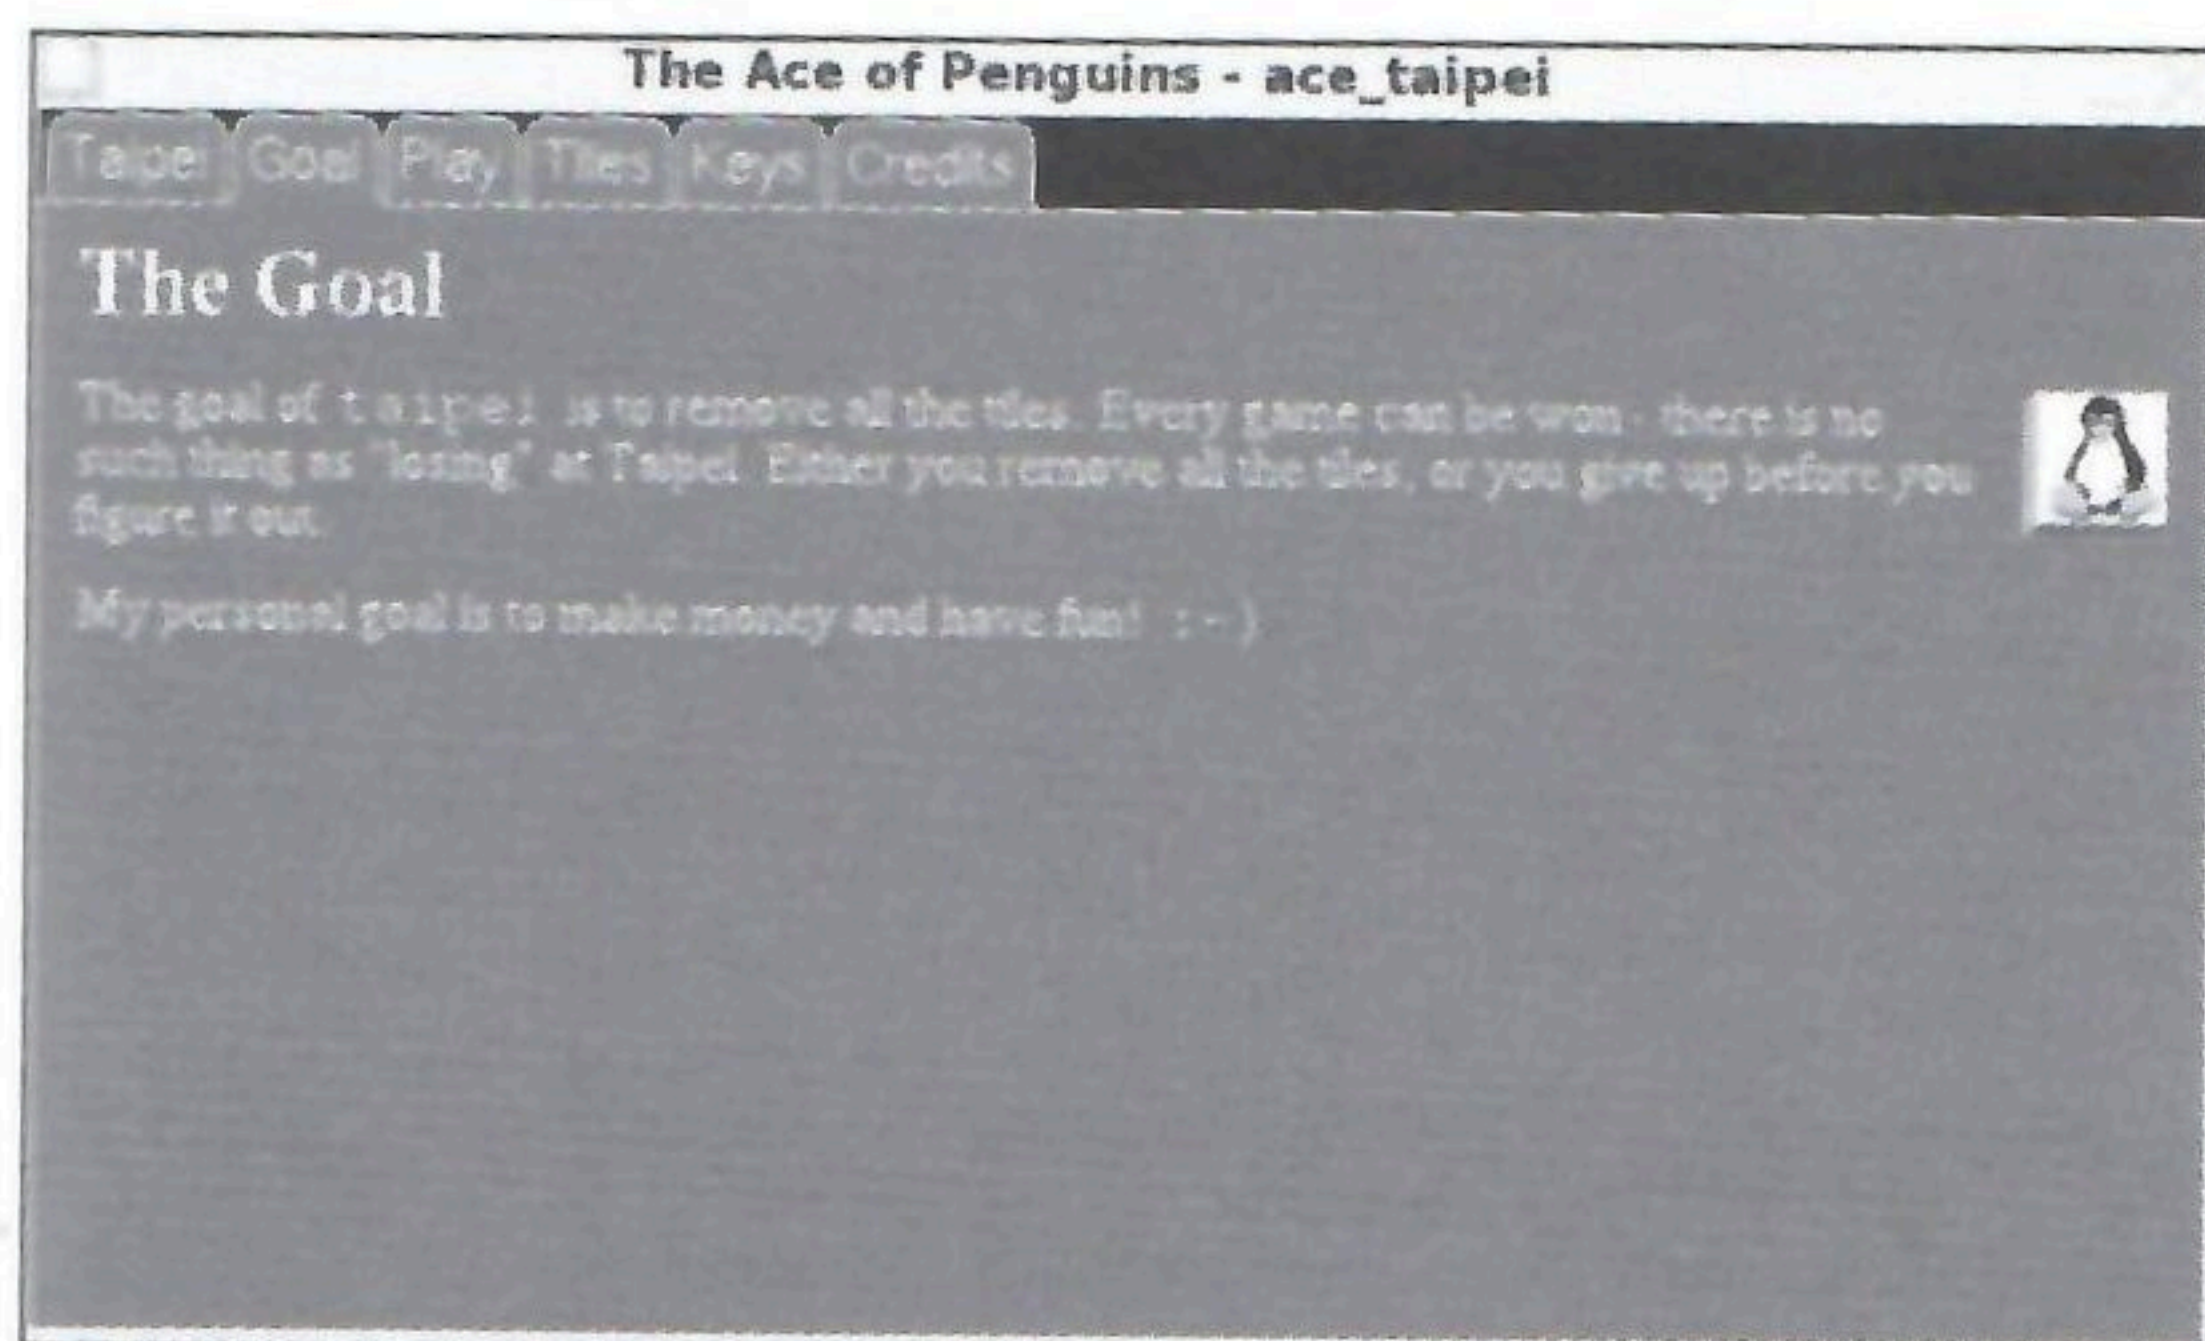 The Ace of Penguins - ace_taipei
Taipei Goal Play Tiles Keys Credits
The Goal
The goal of taipei is to remove all the tiles. Every game can be won - there is no
such thing as "losing" at Taipei. Either you remove all the tiles, or you give up before you
figure it out.
My personal goal is to make money and have fun! :-)